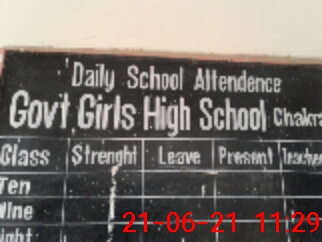 Daily School Attendence
Govt Girls High School Chakra
Class Strenght Leave Present Teacher
Ten
Nine
ight
21-06-21 11:29